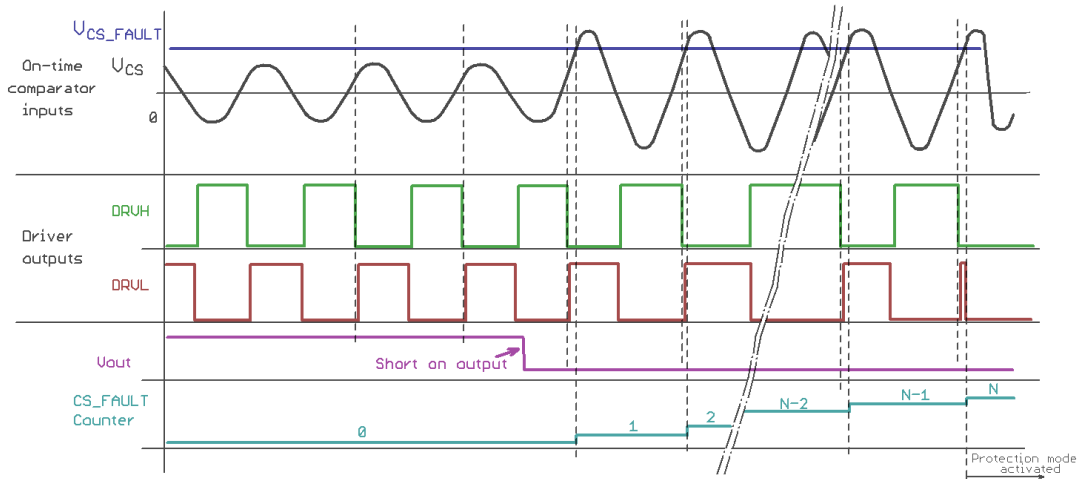 VCS_FAULT
On-time
comparator
inputs
VCS
0
DRVH
Driver
outputs
DRVL
Vout
Short on output
CS_FAULT
Counter
0
1
2
N-2
N-1
N
Protection mode
activated